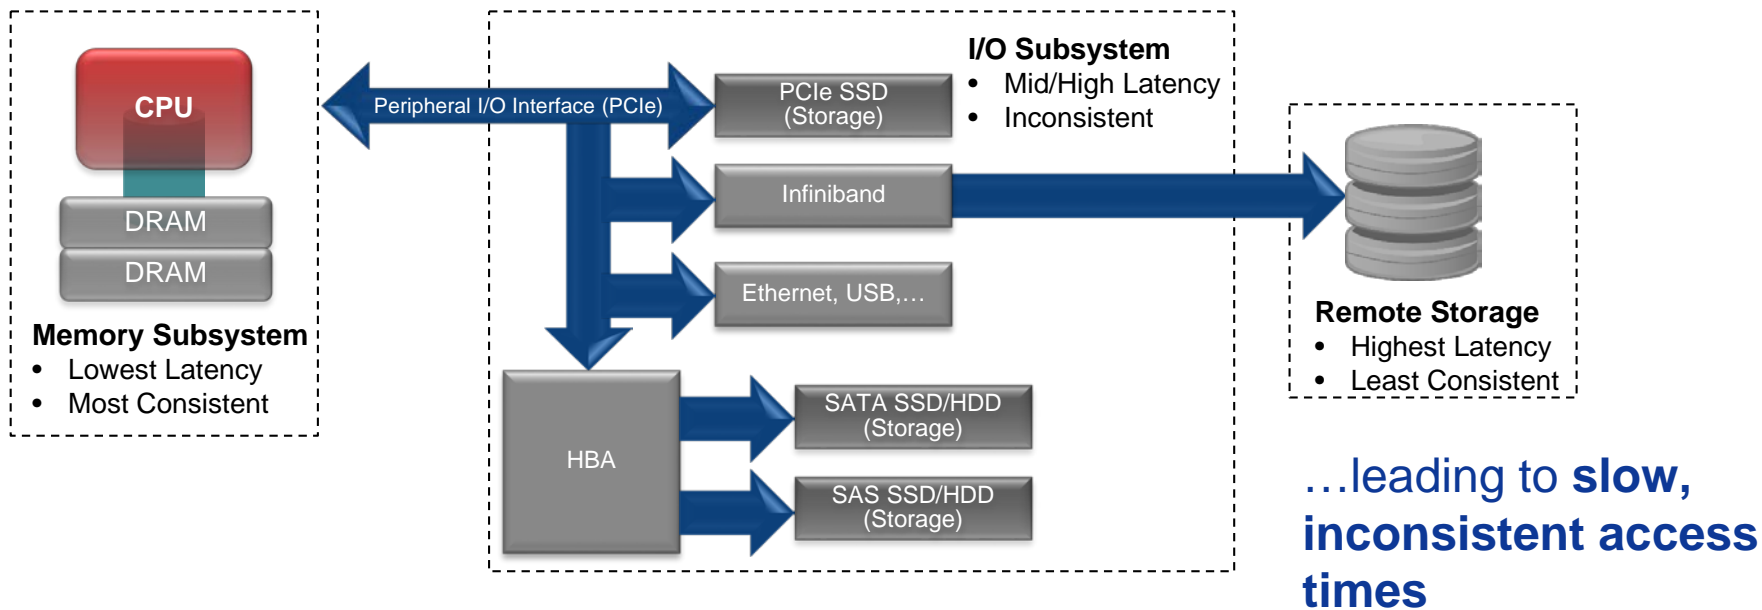 CPU
DRAM
DRAM
Memory Subsystem
• Lowest Latency
• Most Consistent
Peripheral I/O Interface (PCIe)
PCIe SSD
(Storage)
Infiniband
Ethernet, USB,…
HBA
SATA SSD/HDD
(Storage)
SAS SSD/HDD
(Storage)
I/O Subsystem
• Mid/High Latency
• Inconsistent
Remote Storage
• Highest Latency
• Least Consistent
…leading to slow,
inconsistent access
times